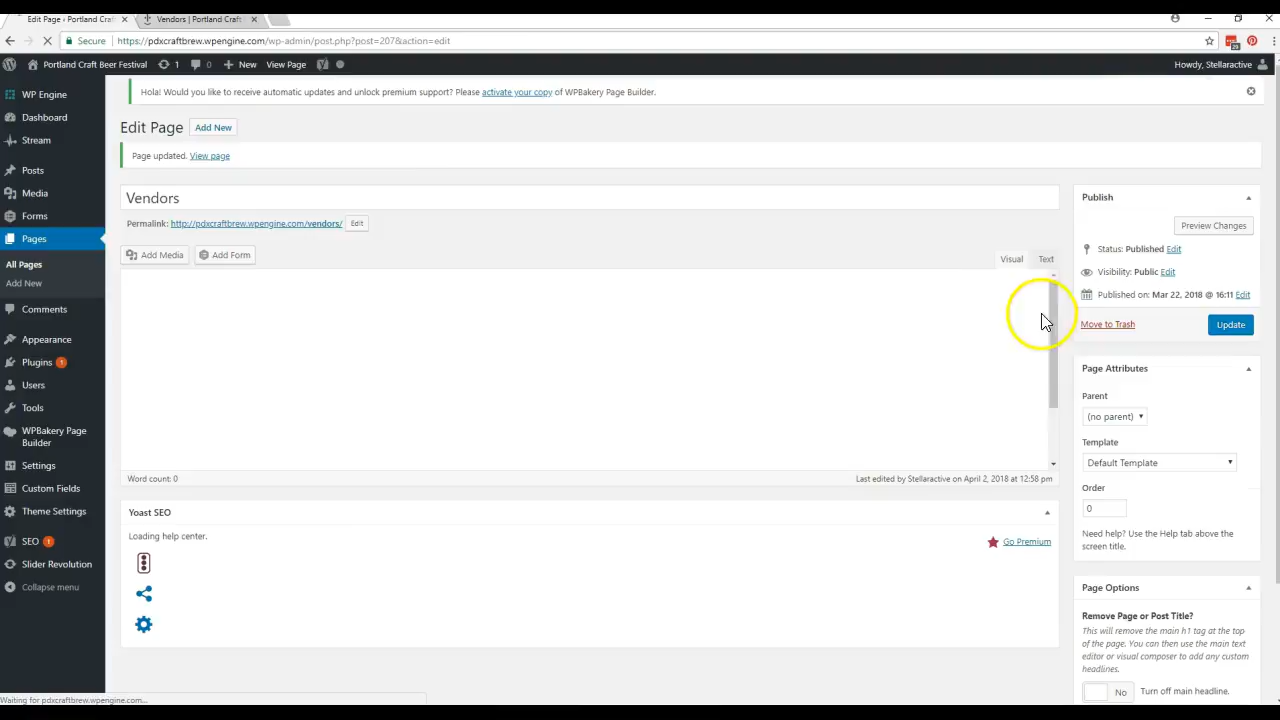 Edit Page ‹ Portland Craf
Vendors | Portland Craft
Secure https://pdxcraftbrew.wpengine.com/wp-admin/post.php?post=207&action=edit
Portland Craft Beer Festival 1 0 New View Page
Howdy, Stellaractive
WP Engine
Dashboard
Stream
Posts
Media
Forms
Pages
All Pages
Add New
Comments
Appearance
Plugins 1
Users
Tools
WPBakery Page
Builder
Settings
Custom Fields
Theme Settings
SEO 1
Slider Revolution
Collapse menu
Hola! Would you like to receive automatic updates and unlock premium support? Please activate your copy of WPBakery Page Builder.
Edit Page Add New
Page updated. View page
Vendors
Permalink: http://pdxcraftbrew.wpengine.com/vendors/ Edit
Add Media Add Form
Visual Text
Word count: 0
Last edited by Stellaractive on April 2, 2018 at 12:58 pm
Yoast SEO
Loading help center.
Go Premium
Publish
Preview Changes
Status: Published Edit
Visibility: Public Edit
Published on: Mar 22, 2018 @ 16:11 Edit
Move to Trash Update
Page Attributes
Parent
(no parent)
Template
Default Template
Order
0
Need help? Use the Help tab above the
screen title.
Page Options
Remove Page or Post Title?
This will remove the main h1 tag at the top
of the page. You can then use the main text
editor or visual composer to add any custom
headlines.
No Turn off main headline.
Waiting for pdxcraftbrew.wpengine.com...